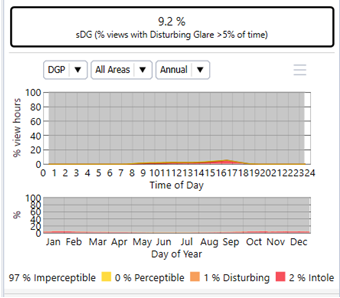 9.2 %
sDG (% views with Disturbing Glare >5% of time)
DGP ▼ All Areas ▼ Annual ▼
100
80
60
40
20
0
% view hours
0 1 2 3 4 5 6 7 8 9 10 11 12 13 14 15 16 17 18 19 20 21 22 23 24
Time of Day
100
80
60
40
20
0
%
Jan Feb Mar Apr May Jun Jul Aug Sep Oct Nov Dec
Day of Year
97 % Imperceptible 0 % Perceptible 1 % Disturbing 2 % Intole